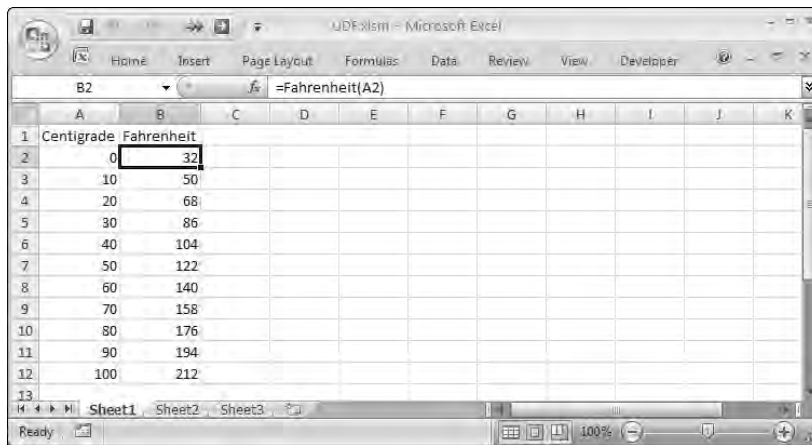 UDF.xlsm - Microsoft Excel
Home Insert Page Layout Formulas Data Review View Developer
B2 fx =Fahrenheit(A2)
A B C D E F G H I J K
1 Centigrade Fahrenheit
2 0 32
3 10 50
4 20 68
5 30 86
6 40 104
7 50 122
8 60 140
9 70 158
10 80 176
11 90 194
12 100 212
13
Sheet1 Sheet2 Sheet3
Ready 100%